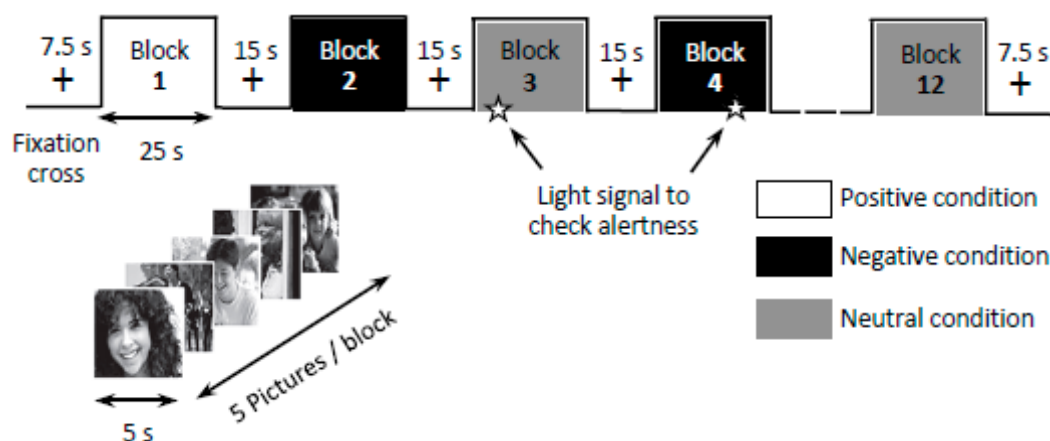 7.5 s
+
Block
1
15 s
+
Block
2
15 s
+
Block
3
15 s
+
Block
4
Block
12
7.5 s
+
Fixation
cross
25 s
Light signal to
check alertness
Positive condition
Negative condition
Neutral condition
5 Pictures / block
5 s